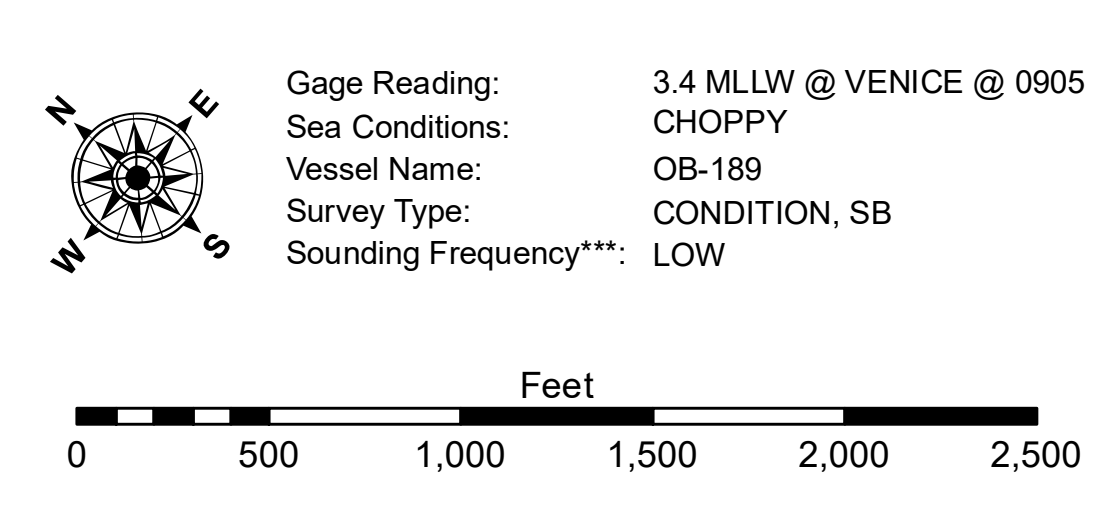 N E
W S
Gage Reading: 3.4 MLLW @ VENICE @ 0905
Sea Conditions: CHOPPY
Vessel Name: OB-189
Survey Type: CONDITION, SB
Sounding Frequency***: LOW
Feet
0 500 1,000 1,500 2,000 2,500